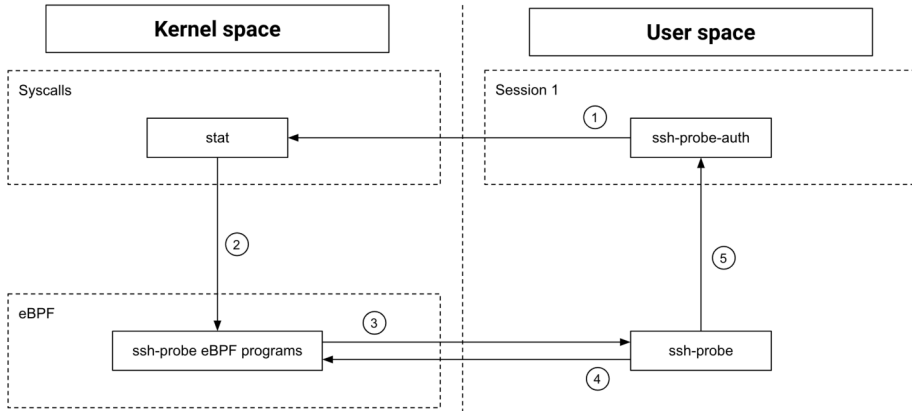 Kernel space
User space
Syscalls
Session 1
1
stat
ssh-probe-auth
2
5
eBPF
3
ssh-probe eBPF programs
ssh-probe
4